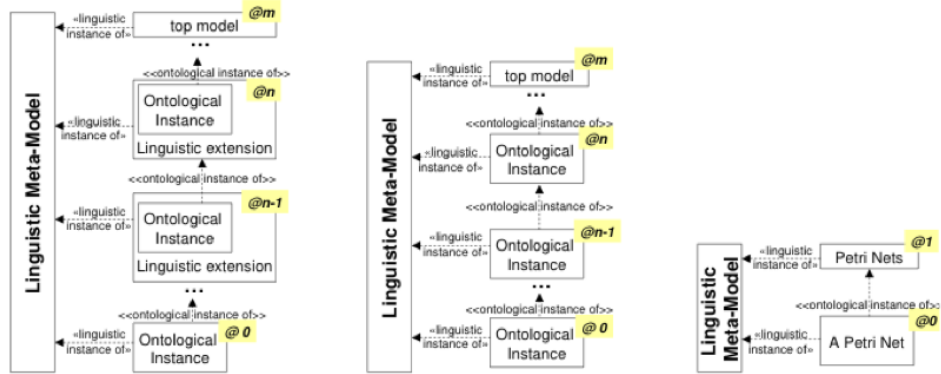 Linguistic Meta-Model
«linguistic
instance of»
top model
@m
...
<<ontological instance of>>
@n
Ontological
Instance
Linguistic extension
«linguistic
instance of»
<<ontological instance of>>
@n-1
Ontological
Instance
Linguistic extension
«linguistic
instance of»
...
<<ontological instance of>>
@ 0
Ontological
Instance
«linguistic
instance of»
Linguistic Meta-Model
«linguistic
instance of»
top model
@m
...
<<ontological instance of>>
@n
Ontological
Instance
«linguistic
instance of»
<<ontological instance of>>
@n-1
Ontological
Instance
«linguistic
instance of»
...
<<ontological instance of>>
@ 0
Ontological
Instance
«linguistic
instance of»
Linguistic
Meta-Model
«linguistic
instance of»
@1
Petri Nets
<<ontological instance of>>
@0
A Petri Net
«linguistic
instance of»